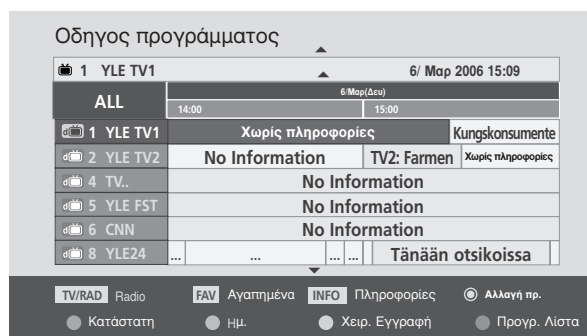 Οδηγος προγράμματος
1 YLE TV1 6/ Μαρ 2006 15:09
ALL
6/Μαρ(Δευ)
14:00 15:00
1 YLE TV1 Χωρίς πληροφορίες Kungskonsumente
2 YLE TV2 No Information TV2: Farmen Χωρίς πληροφορίες
4 TV.. No Information
5 YLE FST No Information
6 CNN No Information
8 YLE24 ... ... ... ... Tänään otsikoissa
TV/RAD Radio FAV Αγαπημένα INFO Πληροφορίες Αλλαγή πρ.
Κατάστατη Ημ. Χειρ. Εγγραφή Προγρ. Λίστα